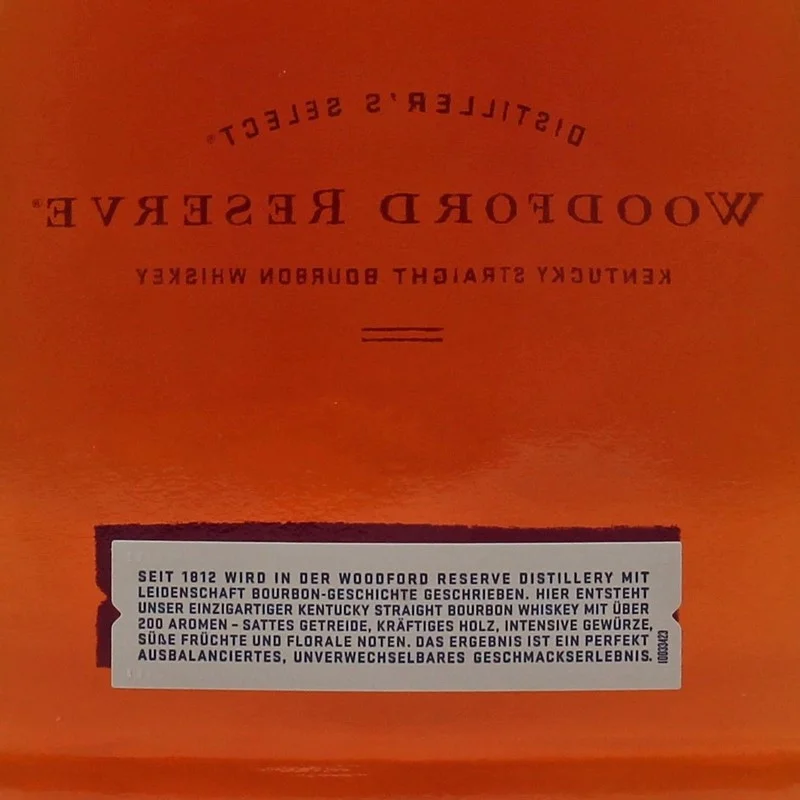 DISTILLER'S SELECT®
WOODFORD RESERVE®
KENTUCKY STRAIGHT BOURBON WHISKEY
SEIT 1812 WIRD IN DER WOODFORD RESERVE DISTILLERY MIT
LEIDENSCHAFT BOURBON-GESCHICHTE GESCHRIEBEN. HIER ENTSTEHT
UNSER EINZIGARTIGER KENTUCKY STRAIGHT BOURBON WHISKEY MIT ÜBER
200 AROMEN – SATTES GETREIDE, KRÄFTIGES HOLZ, INTENSIVE GEWÜRZE,
SÜßE FRÜCHTE UND FLORALE NOTEN. DAS ERGEBNIS IST EIN PERFEKT
AUSBALANCIERTES, UNVERWECHSELBARES GESCHMACKSERLEBNIS.
10033423